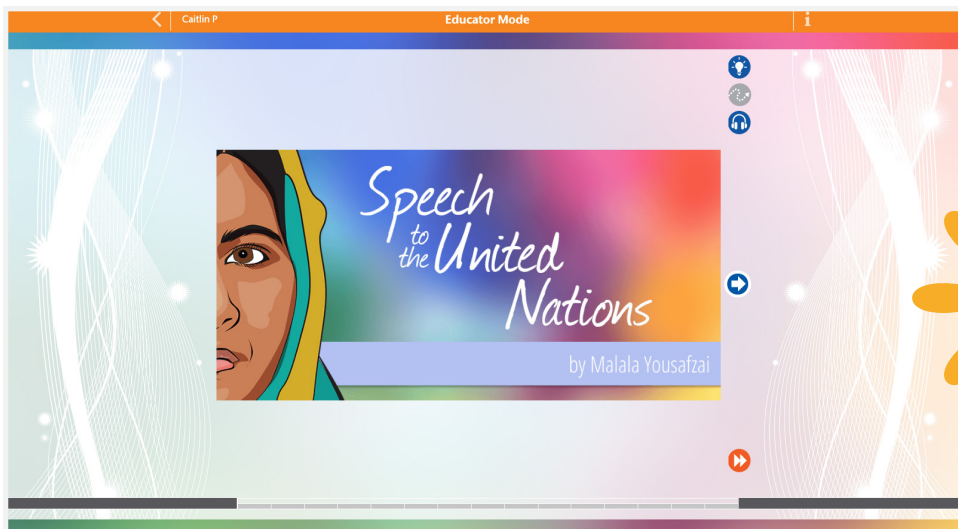 Caitlin P
Educator Mode
i
Speech
to
the United
Nations
by Malala Yousafzai